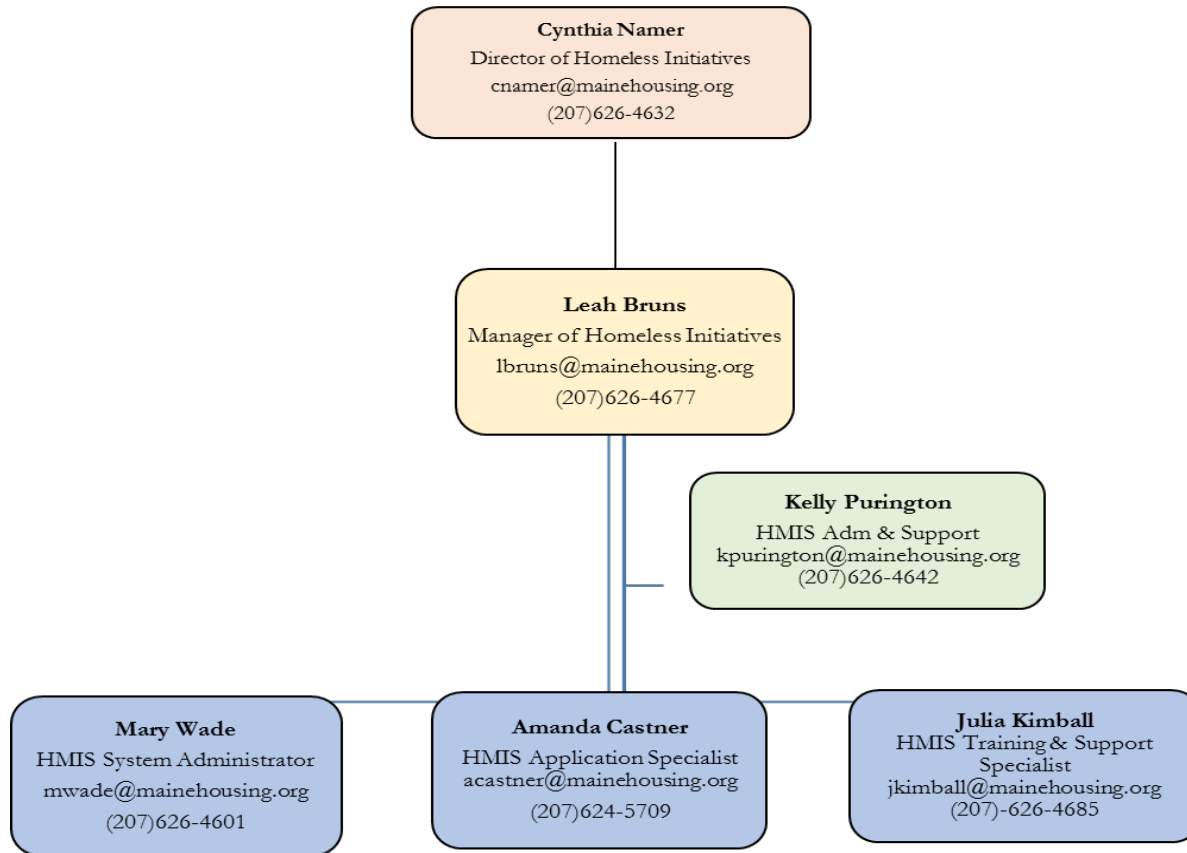 Cynthia Namer
Director of Homeless Initiatives
cnamer@mainehousing.org
(207)626-4632
Leah Bruns
Manager of Homeless Initiatives
lbruns@mainehousing.org
(207)626-4677
Kelly Purington
HMIS Adm & Support
kpurington@mainehousing.org
(207)626-4642
Mary Wade
HMIS System Administrator
mwade@mainehousing.org
(207)626-4601
Amanda Castner
HMIS Application Specialist
acastner@mainehousing.org
(207)624-5709
Julia Kimball
HMIS Training & Support
Specialist
jkimball@mainehousing.org
(207)-626-4685